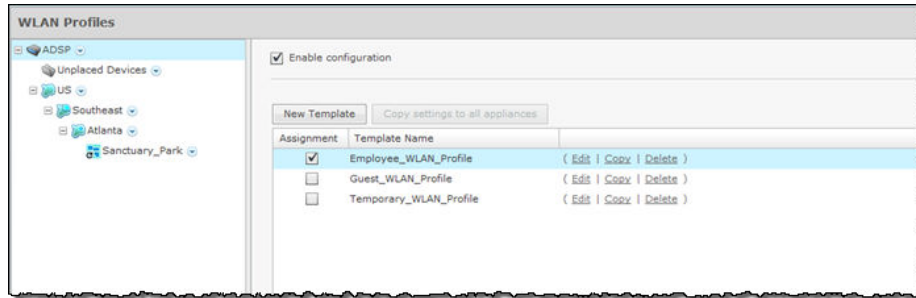 WLAN Profiles
ADSP
Unplaced Devices
US
Southeast
Atlanta
Sanctuary_Park
Enable configuration
New Template Copy settings to all appliances
Assignment Template Name
Employee_WLAN_Profile ( Edit | Copy | Delete )
Guest_WLAN_Profile ( Edit | Copy | Delete )
Temporary_WLAN_Profile ( Edit | Copy | Delete )